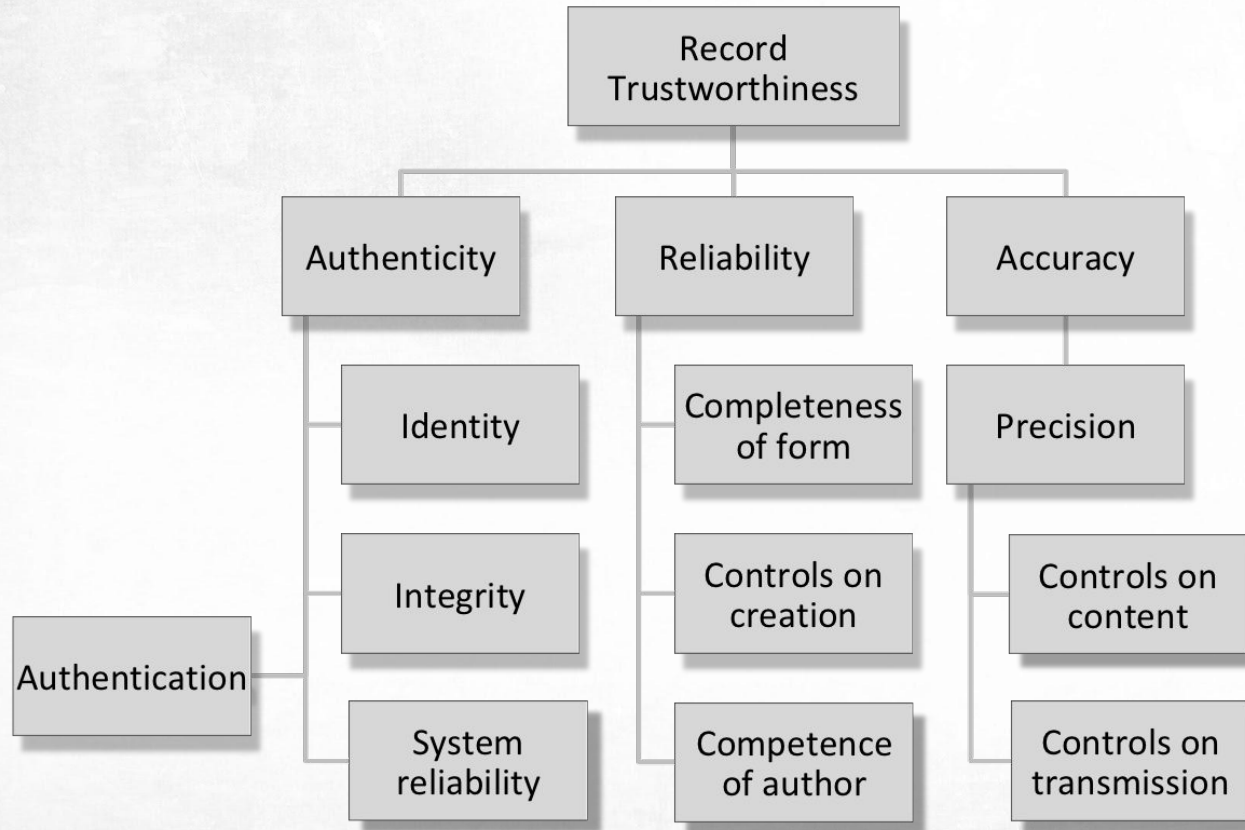 Record
Trustworthiness
Authenticity
Reliability
Accuracy
Identity
Completeness
of form
Precision
Integrity
Controls on
creation
Controls on
content
Authentication
System
reliability
Competence
of author
Controls on
transmission